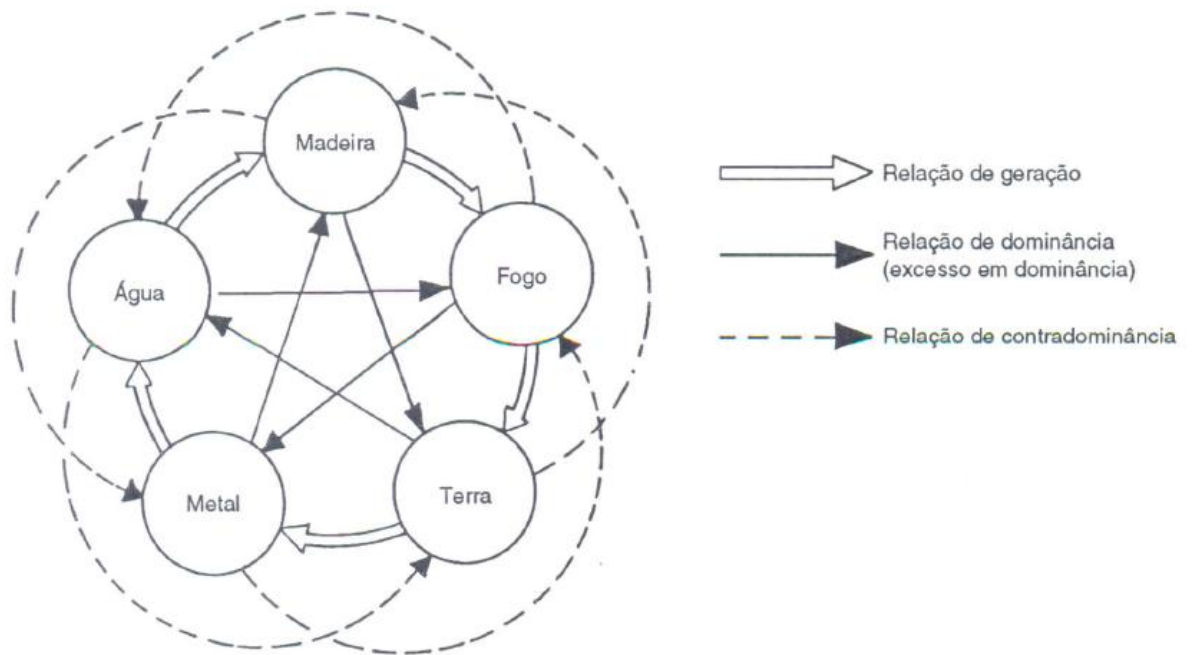 Madeira
Água
Fogo
Metal
Terra
Relação de geração
Relação de dominância
(excesso em dominância)
Relação de contradominância